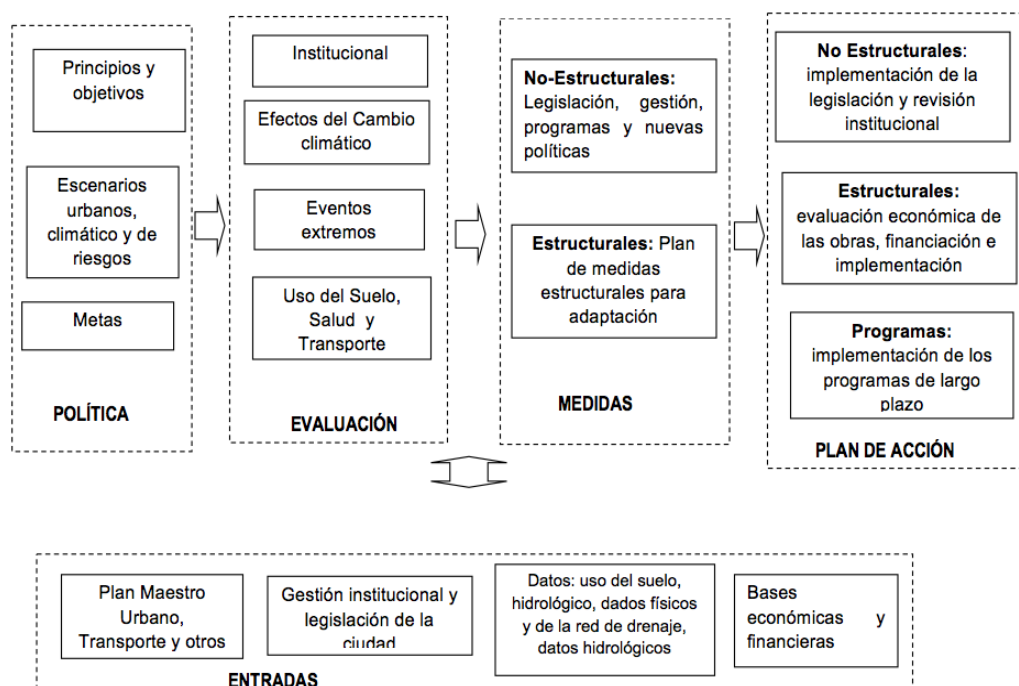 Principios y
objetivos
Escenarios
urbanos,
climático y de
riesgos
Metas
POLÍTICA
Institucional
Efectos del Cambio
climático
Eventos
extremos
Uso del Suelo,
Salud y
Transporte
EVALUACIÓN
No-Estructurales:
Legislación, gestión,
programas y nuevas
políticas
Estructurales: Plan
de medidas
estructurales para
adaptación
MEDIDAS
No Estructurales:
implementación de la
legislación y revisión
institucional
Estructurales:
evaluación económica de
las obras, financiación e
implementación
Programas:
implementación de los
programas de largo
plazo
PLAN DE ACCIÓN
Plan Maestro
Urbano,
Transporte y otros
Gestión institucional y
legislación de la
ciudad
Datos: uso del suelo,
hidrológico, dados físicos
y de la red de drenaje,
datos hidrológicos
Bases
económicas y
financieras
ENTRADAS